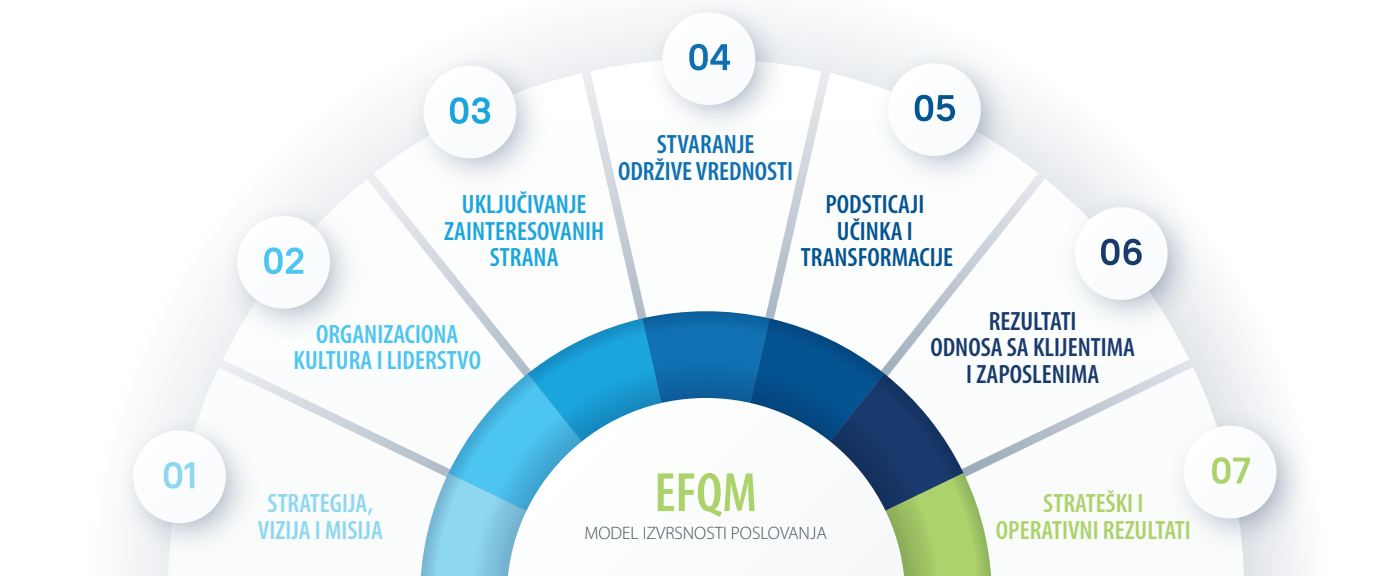 01
STRATEGIJA,
VIZIJA I MISIJA
02
ORGANIZACIONA
KULTURA I LIDERSTVO
03
UKLJUČIVANJE
ZAINTERESOVANIH
STRANA
04
STVARANJE
ODRŽIVE VREDNOSTI
05
PODSTICAJI
UČINKA I
TRANSFORMACIJE
06
REZULTATI
ODNOSA SA KLIJENTIMA
I ZAPOSLENIMA
07
STRATEŠKI I
OPERATIVNI REZULTATI
EFQM
MODEL IZVRSNOSTI POSLOVANJA